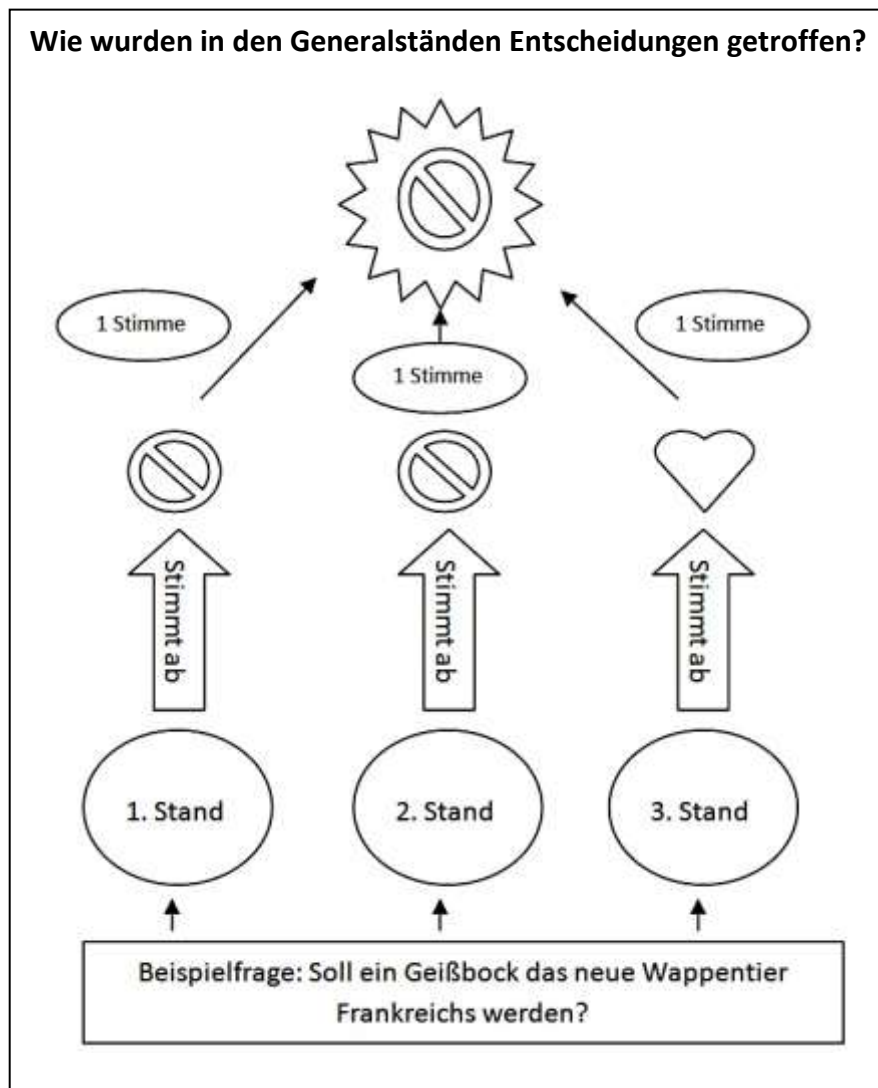 Wie wurden in den Generalständen Entscheidungen getroffen?
1 Stimme
1 Stimme
1 Stimme
Stimmt ab
Stimmt ab
Stimmt ab
1. Stand
2. Stand
3. Stand
Beispielfrage: Soll ein Geißbock das neue Wappentier
Frankreichs werden?